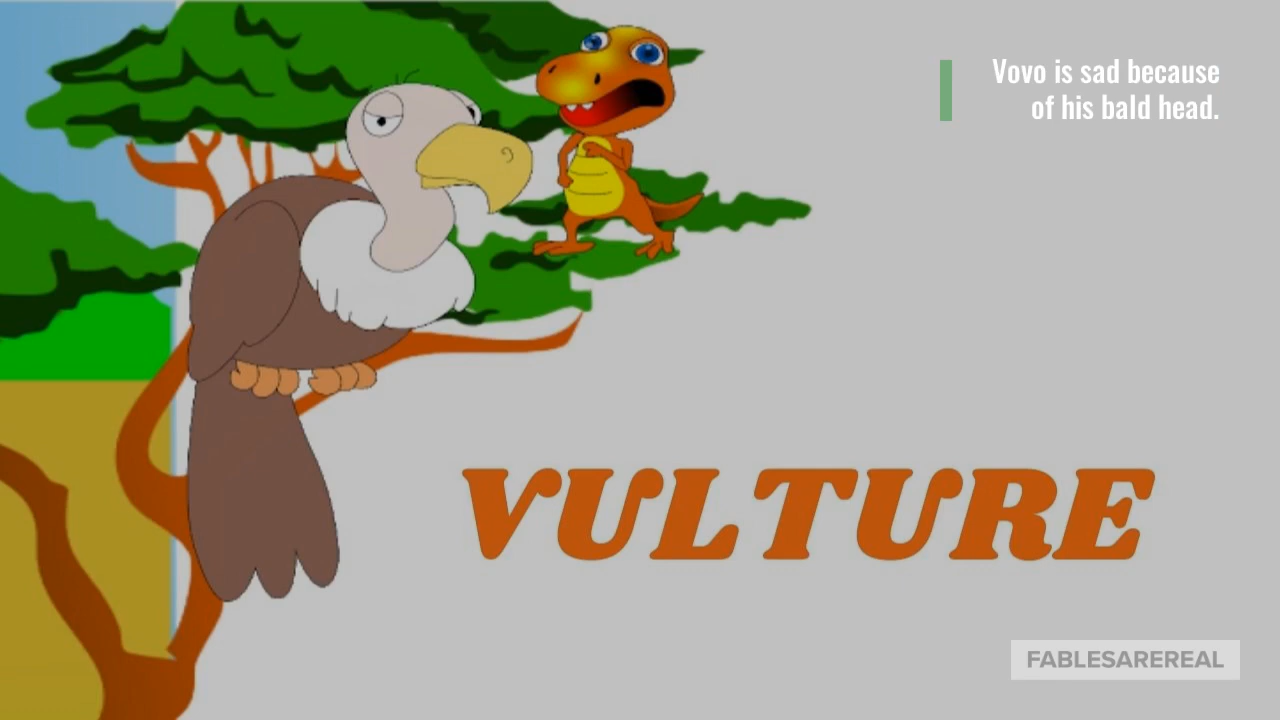 Vovo is sad because
of his bald head.
VULTURE
FABLESAREREAL